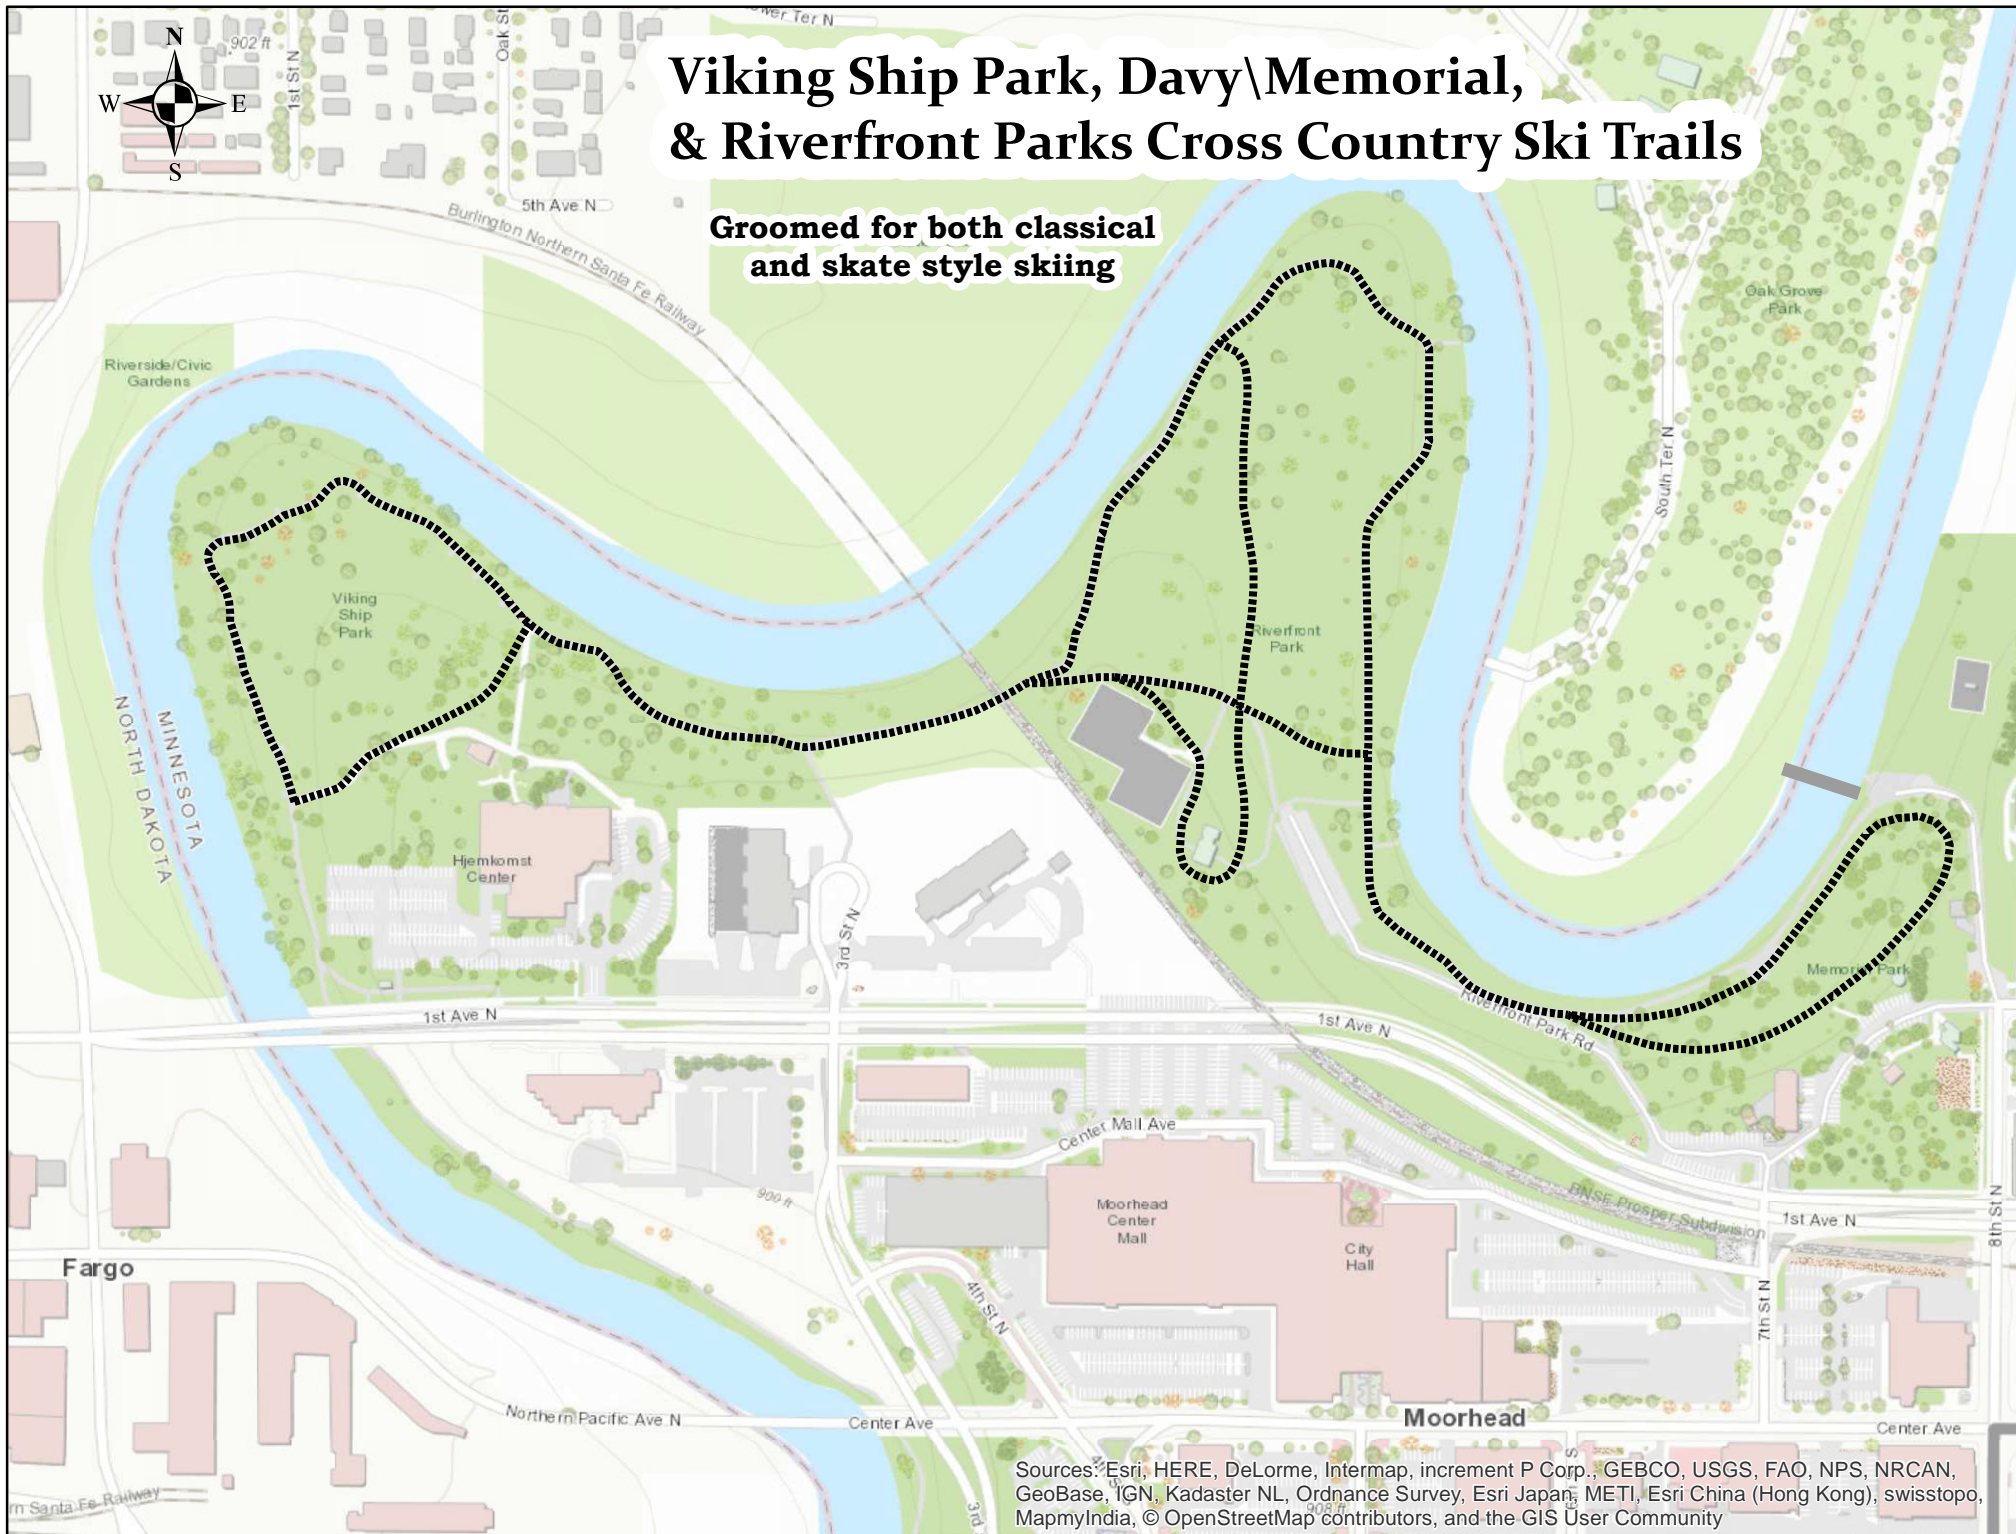 Viking Ship Park, Davy\Memorial,
& Riverfront Parks Cross Country Ski Trails
Groomed for both classical
and skate style skiing
N
W
E
S
902 ft
1st St N
Oak St
Ter N
5th Ave N
Burlington Northern Santa Fe Railway
Riverside/Civic
Gardens
Oak Grove
Park
South Ter N
Viking
Ship
Park
Riverfront
Park
MINNESOTA
NORTH DAKOTA
Hjemkomst
Center
3rd St N
Memorial Park
Riverfront Park Rd
1st Ave N
1st Ave N
Center Mall Ave
900 ft
Moorhead
Center
Mall
City
Hall
BNSF Prosper Subdivision
1st Ave N
8th St N
7th St N
Fargo
4th St N
Northern Pacific Ave N
Center Ave
Moorhead
Center Ave
rn Santa Fe Railway
3rd
908 ft
Sources: Esri, HERE, DeLorme, Intermap, increment P Corp., GEBCO, USGS, FAO, NPS, NRCAN,
GeoBase, IGN, Kadaster NL, Ordnance Survey, Esri Japan, METI, Esri China (Hong Kong), swisstopo,
MapmyIndia, © OpenStreetMap contributors, and the GIS User Community